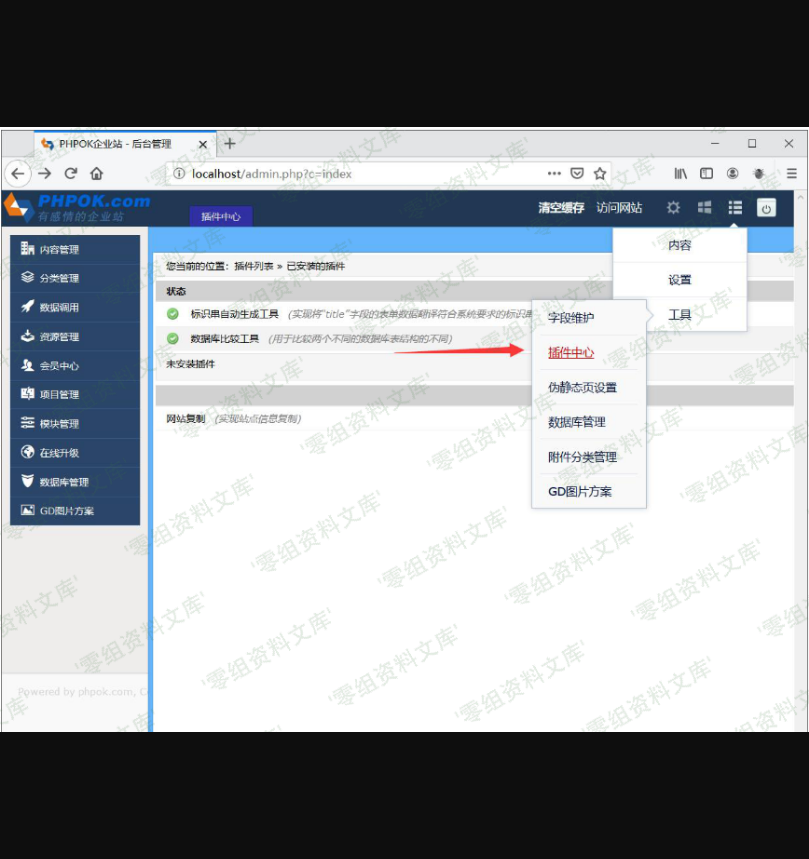 PHPOK企业站 - 后台管理
localhost/admin.php?c=index
PHPOK.com
有感情的企业站
插件中心
清空缓存
访问网站
内容管理
分类管理
数据调用
资源管理
会员中心
项目管理
模块管理
在线升级
数据库管理
GD图片方案
您当前的位置：插件列表 » 已安装的插件
状态
标识串自动生成工具 (实现将"title"字段的表单数据翻译符合系统要求的标识串
数据库比较工具 (用于比较两个不同的数据库表结构的不同)
未安装插件
网站复制 (实现站点信息复制)
内容
设置
工具
字段维护
插件中心
伪静态页设置
数据库管理
附件分类管理
GD图片方案
Powered by phpok.com, C
'零组资料文库'